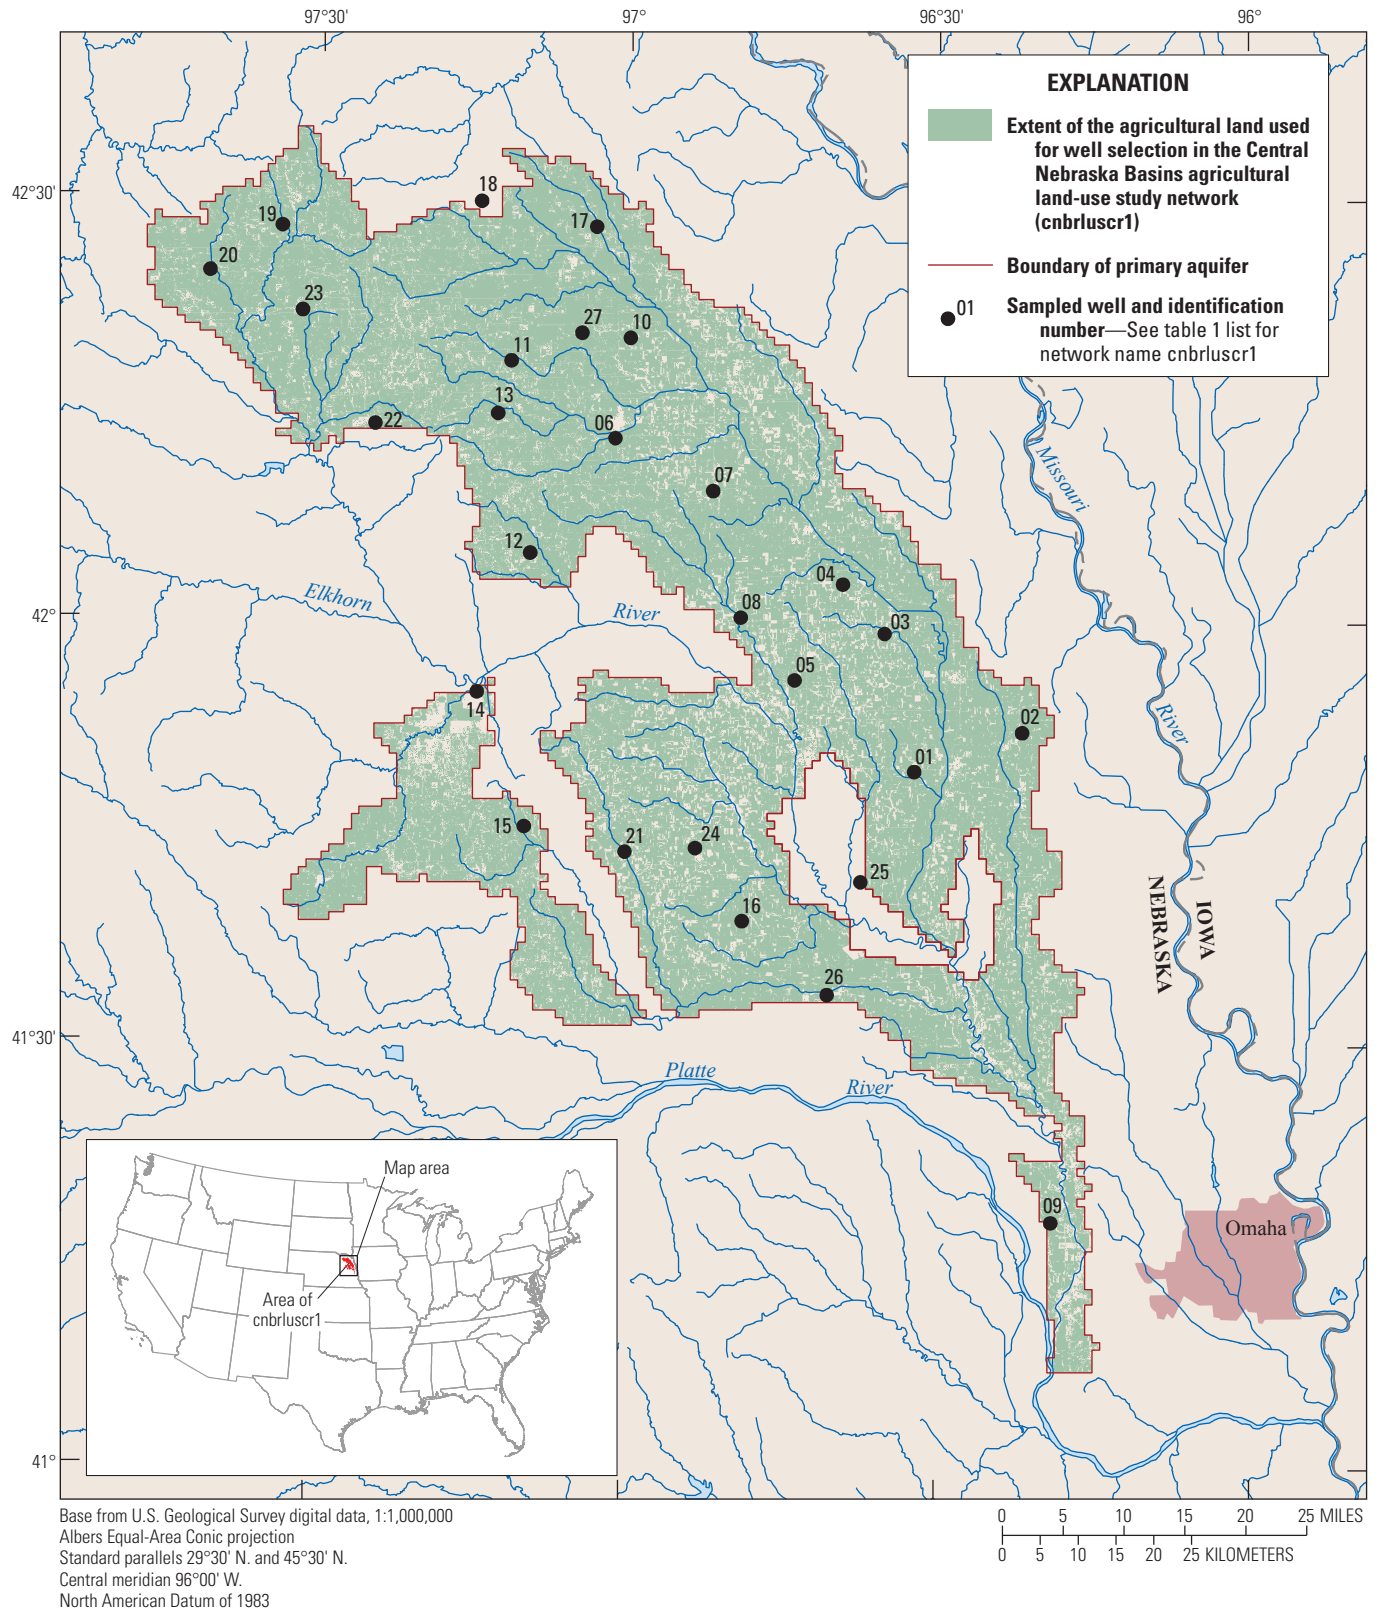 97°30'
97°
96°30'
96°
EXPLANATION
Extent of the agricultural land used
for well selection in the Central
Nebraska Basins agricultural
land-use study network
(cnbrluscr1)
Boundary of primary aquifer
01
Sampled well and identification
number—See table 1 list for
network name cnbrluscr1
42°30'
18
19
17
20
23
27
10
11
13
22
06
Missouri
07
12
04
Elkhorn
42°
River
08
03
05
14
02
River
01
15
21
24
25
NEBRASKA
IOWA
16
26
41°30'
Platte
River
09
Omaha
Map area
Area of
cnbrluscr1
41°
Base from U.S. Geological Survey digital data, 1:1,000,000
Albers Equal-Area Conic projection
Standard parallels 29°30' N. and 45°30' N.
Central meridian 96°00' W.
North American Datum of 1983
0 5 10 15 20 25 MILES
0 5 10 15 20 25 KILOMETERS